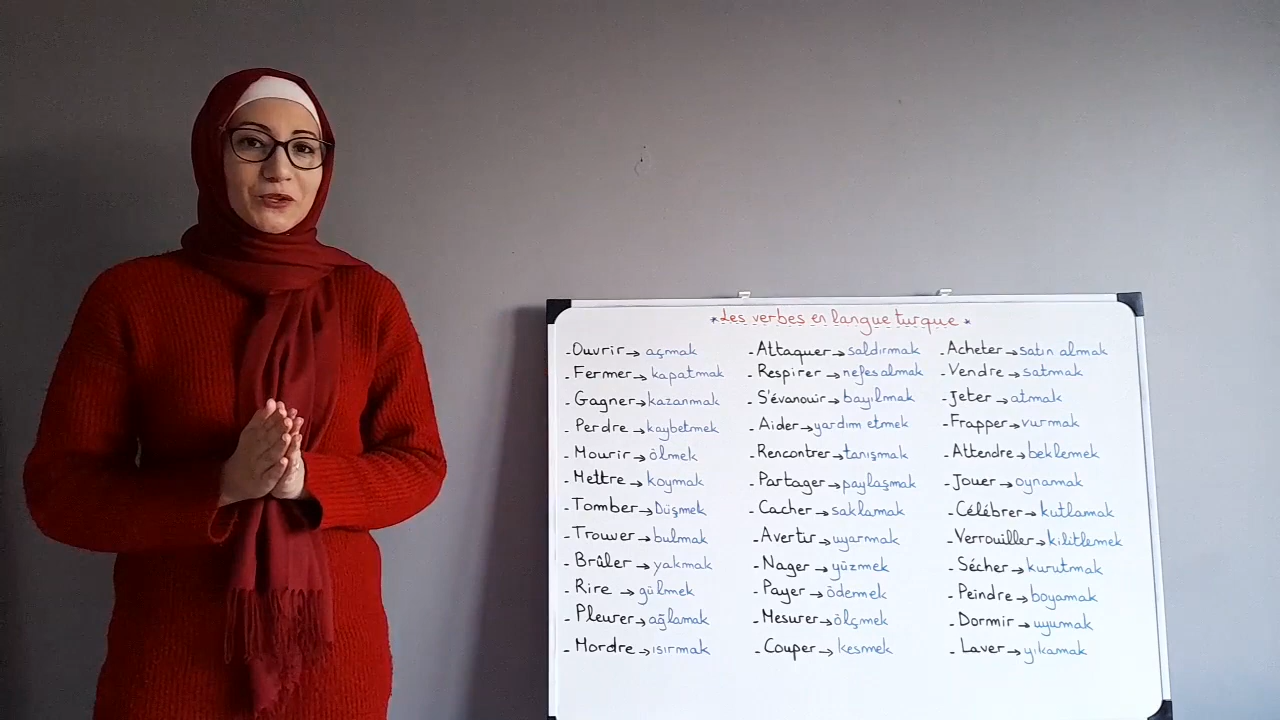 *Les verbes en langue turque*
- Ouvrir → açmak
- Fermer → kapatmak
- Gagner → kazanmak
- Perdre → kaybetmek
- Mourir → ölmek
- Mettre → koymak
- Tomber → Düşmek
- Trouver → bulmak
- Brûler → yakmak
- Rire → gülmek
- Pleurer → ağlamak
- Mordre → ısırmak
- Attaquer → saldırmak
- Respirer → nefes almak
- S'évanouir → bayılmak
- Aider → yardım etmek
- Rencontrer → tanışmak
- Partager → paylaşmak
- Cacher → saklamak
- Avertir → uyarmak
- Nager → yüzmek
- Payer → ödemek
- Mesurer → ölçmek
- Couper → kesmek
- Acheter → satın almak
- Vendre → satmak
- Jeter → atmak
- Frapper → vurmak
- Attendre → beklemek
- Jouer → oynamak
- Célébrer → kutlamak
- Verrouiller → kilitlemek
- Sécher → kurutmak
- Peindre → boyamak
- Dormir → uyumak
- Laver → yıkamak